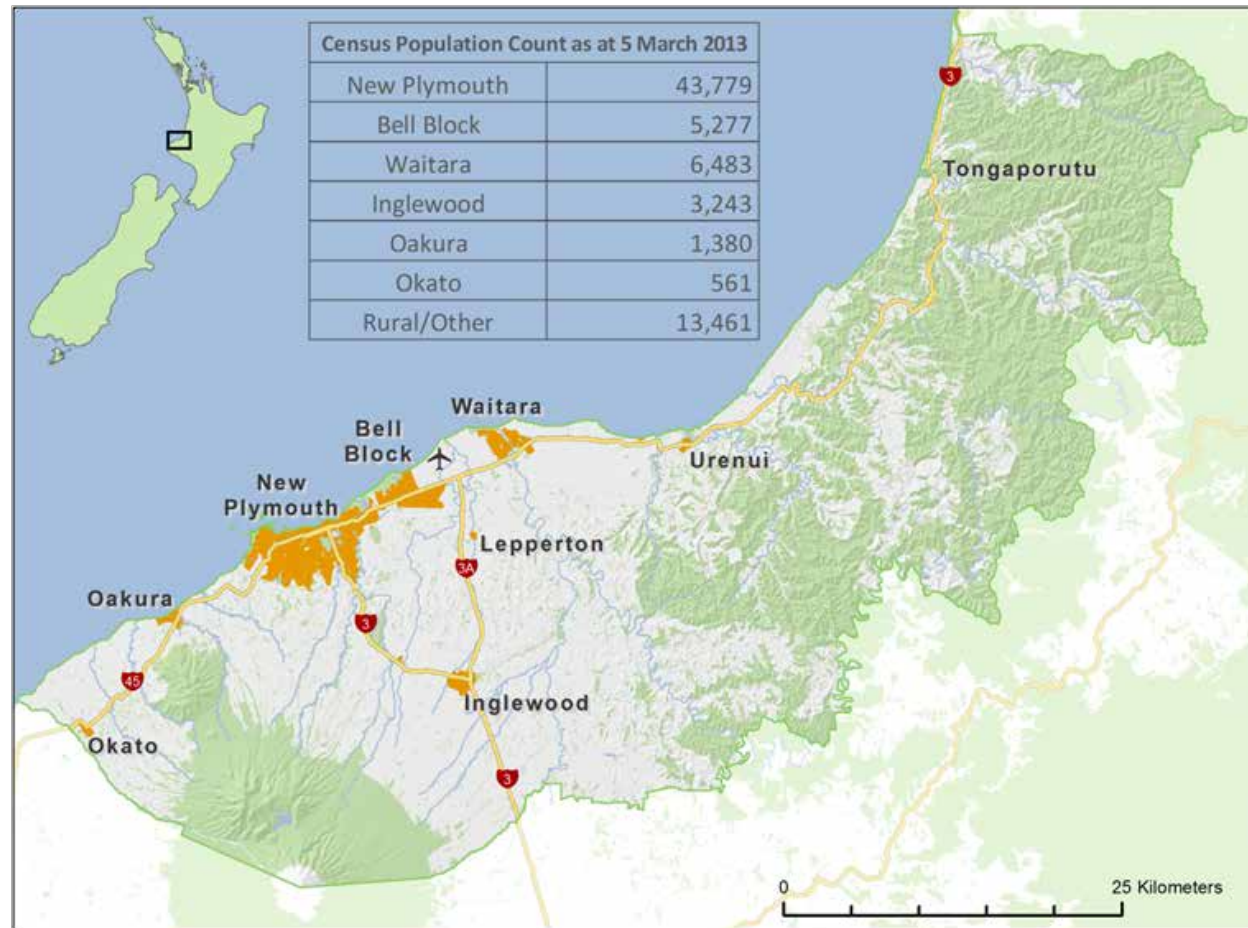 Census Population Count as at 5 March 2013
New Plymouth 43,779
Bell Block 5,277
Waitara 6,483
Inglewood 3,243
Oakura 1,380
Okato 561
Rural/Other 13,461
3
Tongaporutu
Waitara
Bell
Block
Urenui
New
Plymouth
Lepperton
3A
Oakura
3
45
Inglewood
Okato
3
0 25 Kilometers